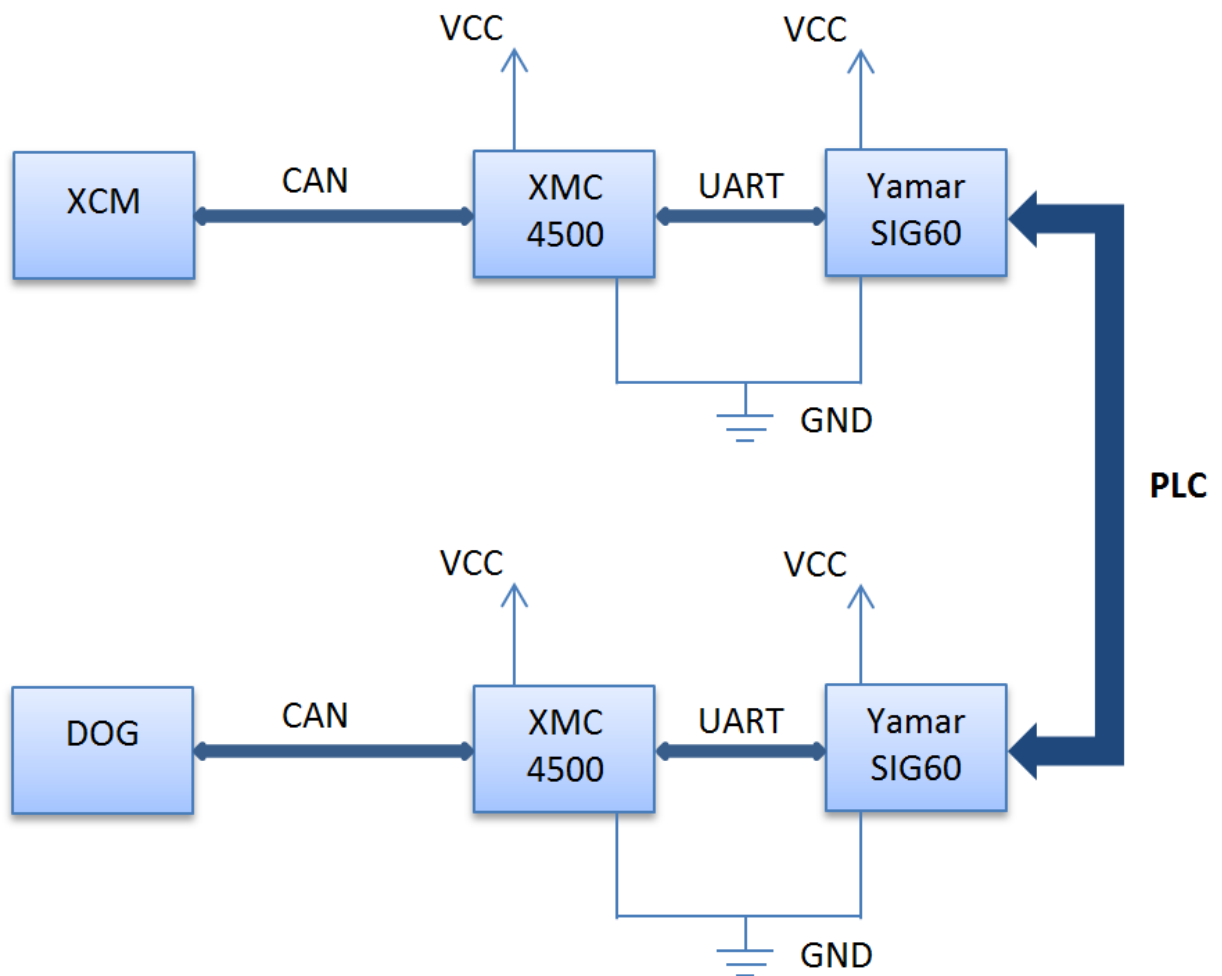 VCC
VCC
XCM
CAN
XMC
4500
UART
Yamar
SIG60
GND
PLC
VCC
VCC
DOG
CAN
XMC
4500
UART
Yamar
SIG60
GND